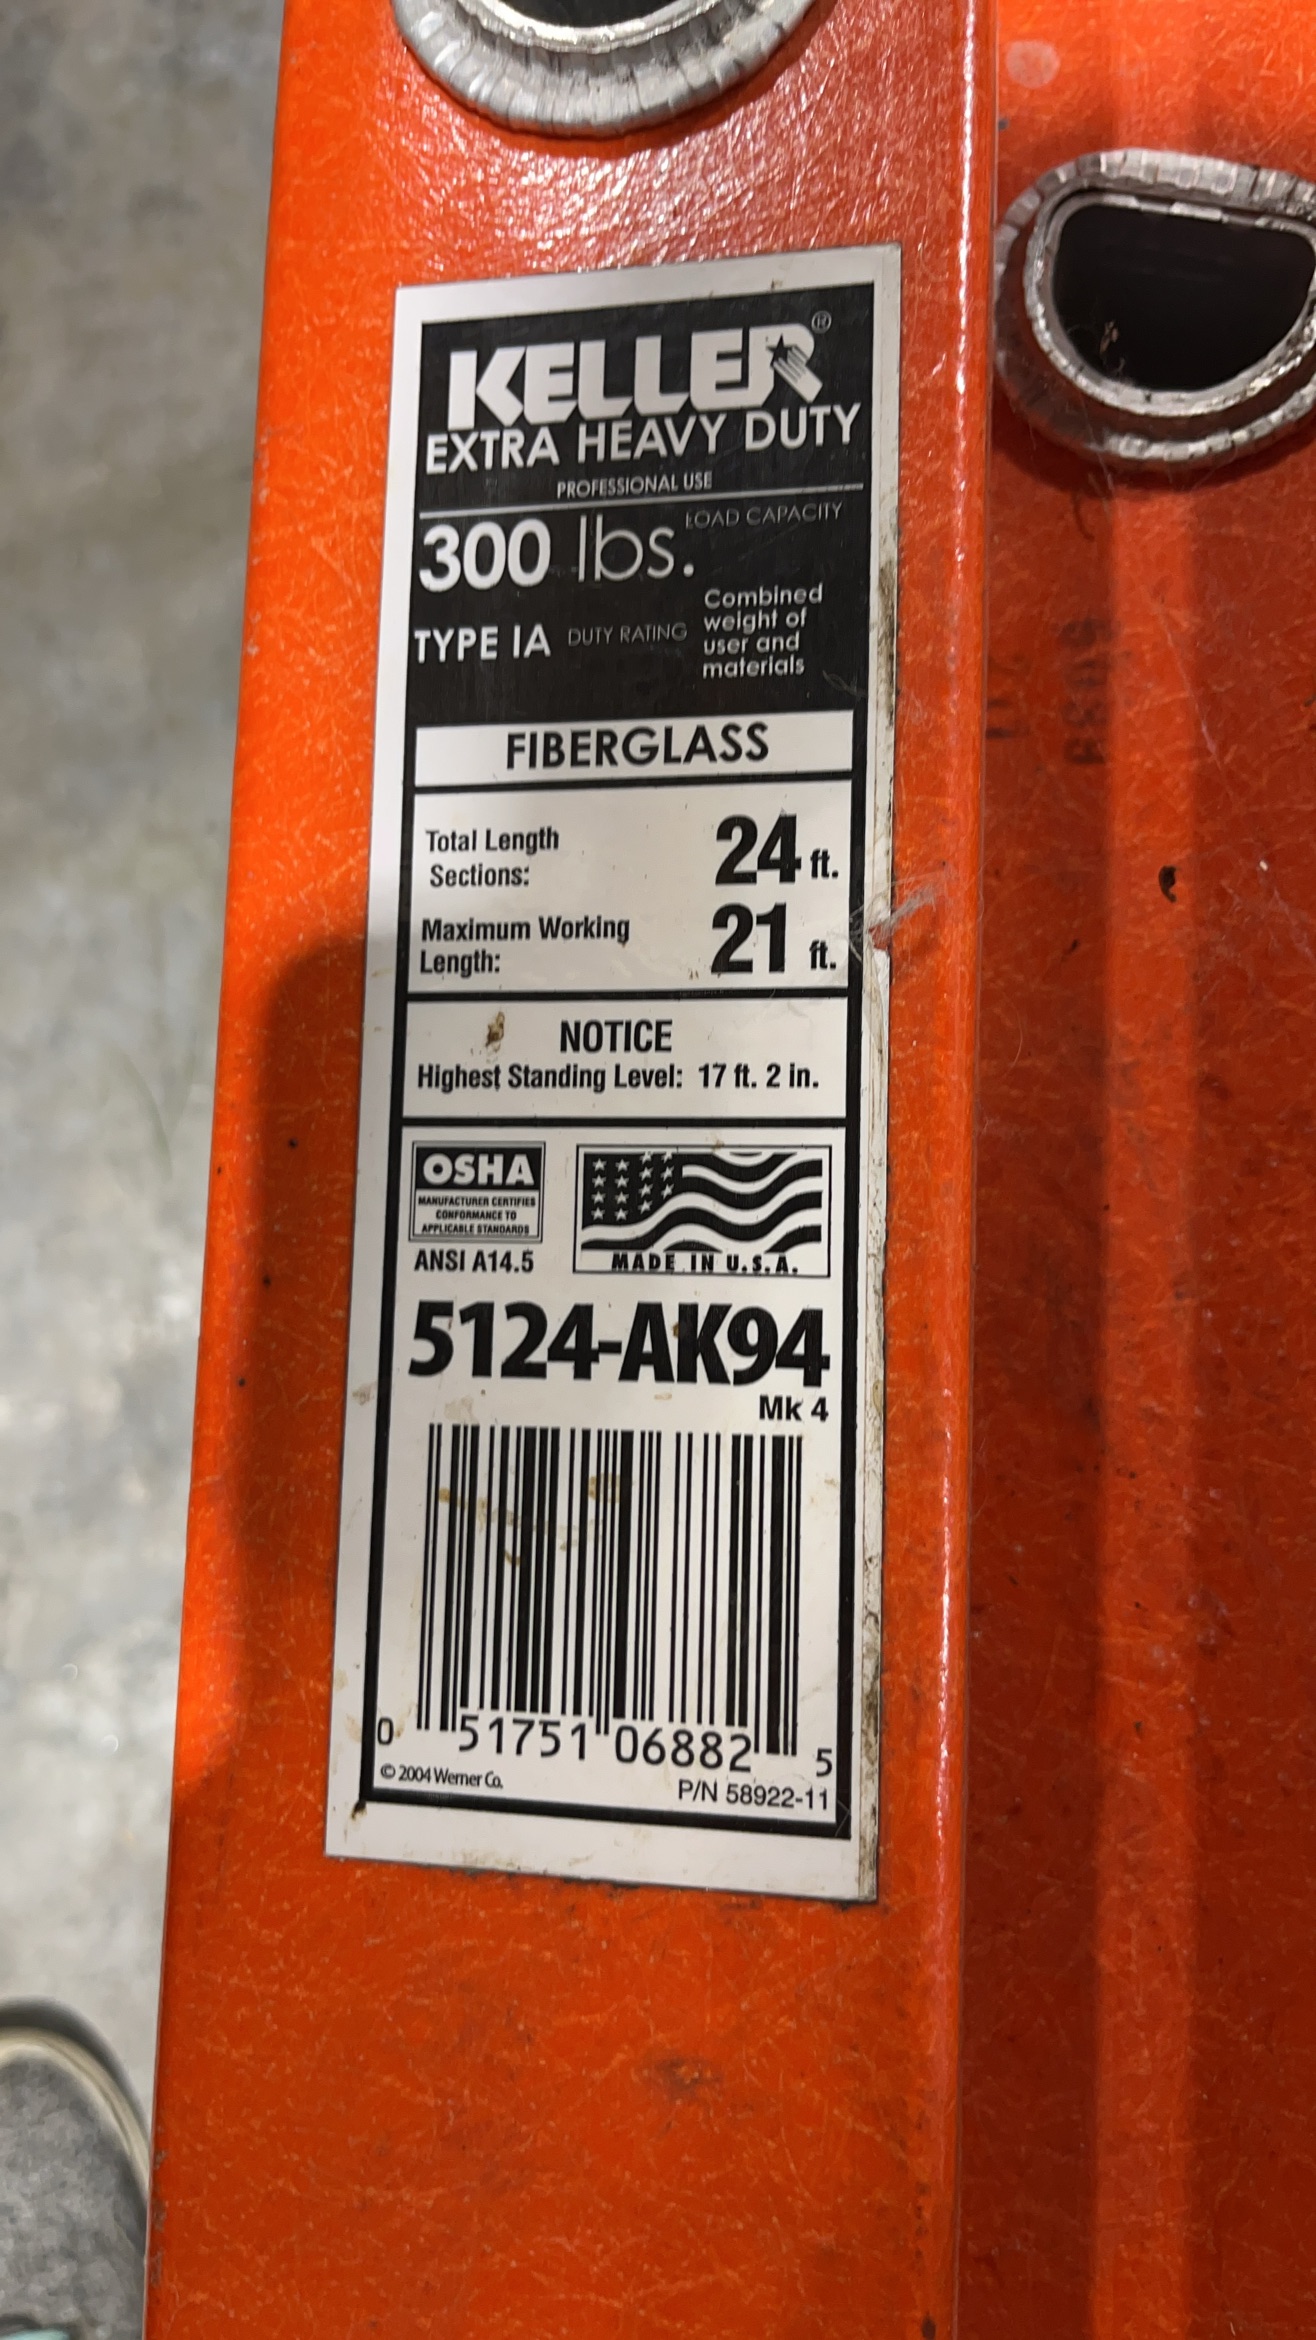 KELLER®
EXTRA HEAVY DUTY
PROFESSIONAL USE
300 lbs. LOAD CAPACITY
TYPE IA DUTY RATING
Combined
weight of
user and
materials
FIBERGLASS
Total Length
Sections:
24 ft.
Maximum Working
Length:
21 ft.
NOTICE
Highest Standing Level: 17 ft. 2 in.
OSHA
MANUFACTURER CERTIFIES
CONFORMANCE TO
APPLICABLE STANDARDS
ANSI A14.5
MADE IN U.S.A.
5124-AK94
Mk 4
0 51751 06882 5
© 2004 Werner Co.
P/N 58922-11